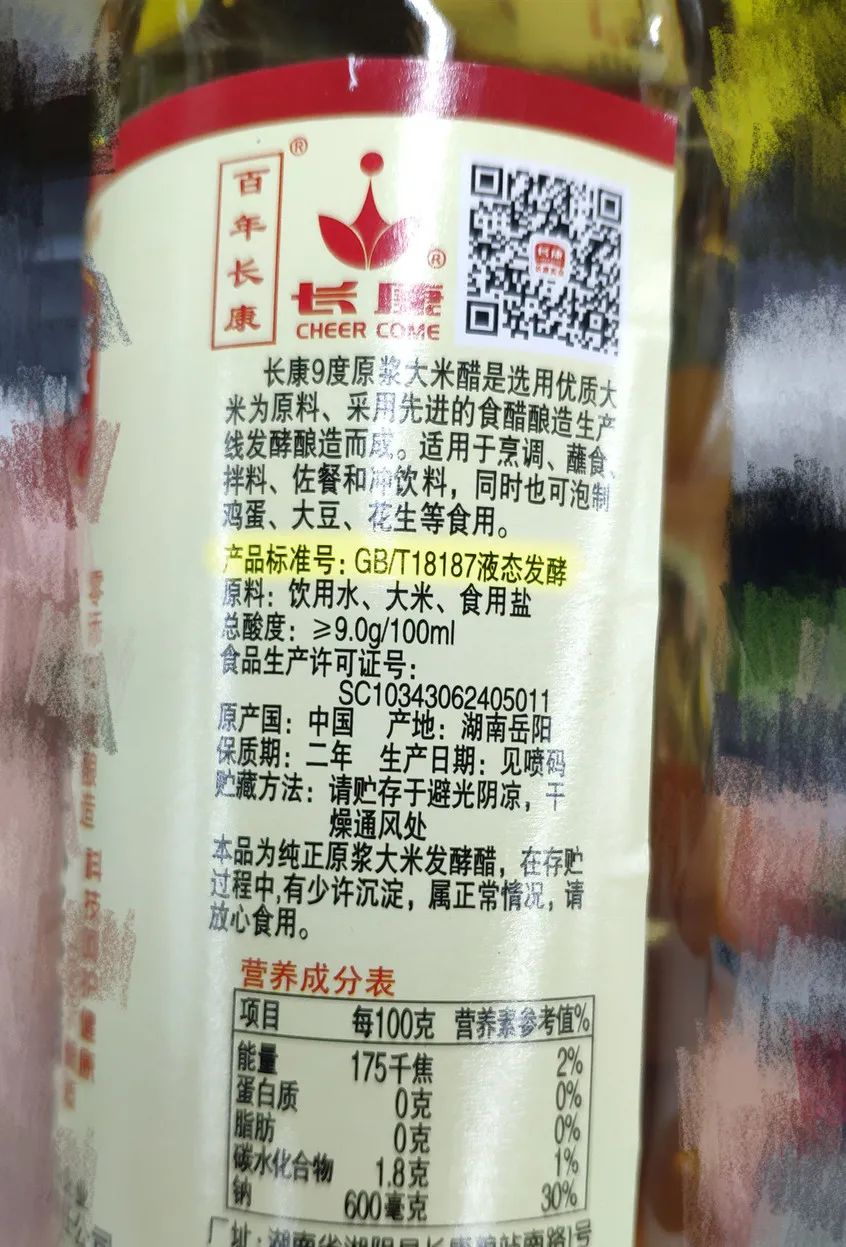 百年长康
®
®
长康
CHEER COME
长康
长康9度原浆大米醋是选用优质大
米为原料、采用先进的食醋酿造生产
线发酵酿造而成。适用于烹调、蘸食、
拌料、佐餐和冲饮料，同时也可泡制
鸡蛋、大豆、花生等食用。
产品标准号：GB/T18187液态发酵
原料：饮用水、大米、食用盐
总酸度：≥9.0g/100ml
食品生产许可证号：
SC10343062405011
原产国：中国 产地：湖南岳阳
保质期：二年 生产日期：见喷码
贮藏方法：请贮存于避光阴凉，干
燥通风处
本品为纯正原浆大米发酵醋，在存贮
过程中,有少许沉淀，属正常情况，请
放心食用。
营养成分表
项目 每100克 营养素参考值%
能量 175千焦 2%
蛋白质 0克 0%
脂肪 0克 0%
碳水化合物 1.8克 1%
钠 600毫克 30%
厂址：湖南省湘阴县长康